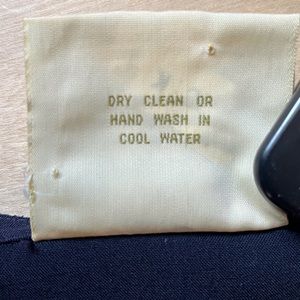 DRY CLEAN OR
HAND WASH IN
COOL WATER